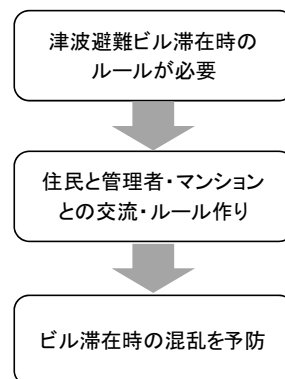 津波避難ビル滞在時の
ルールが必要
住民と管理者・マンション
との交流・ルール作り
ビル滞在時の混乱を予防